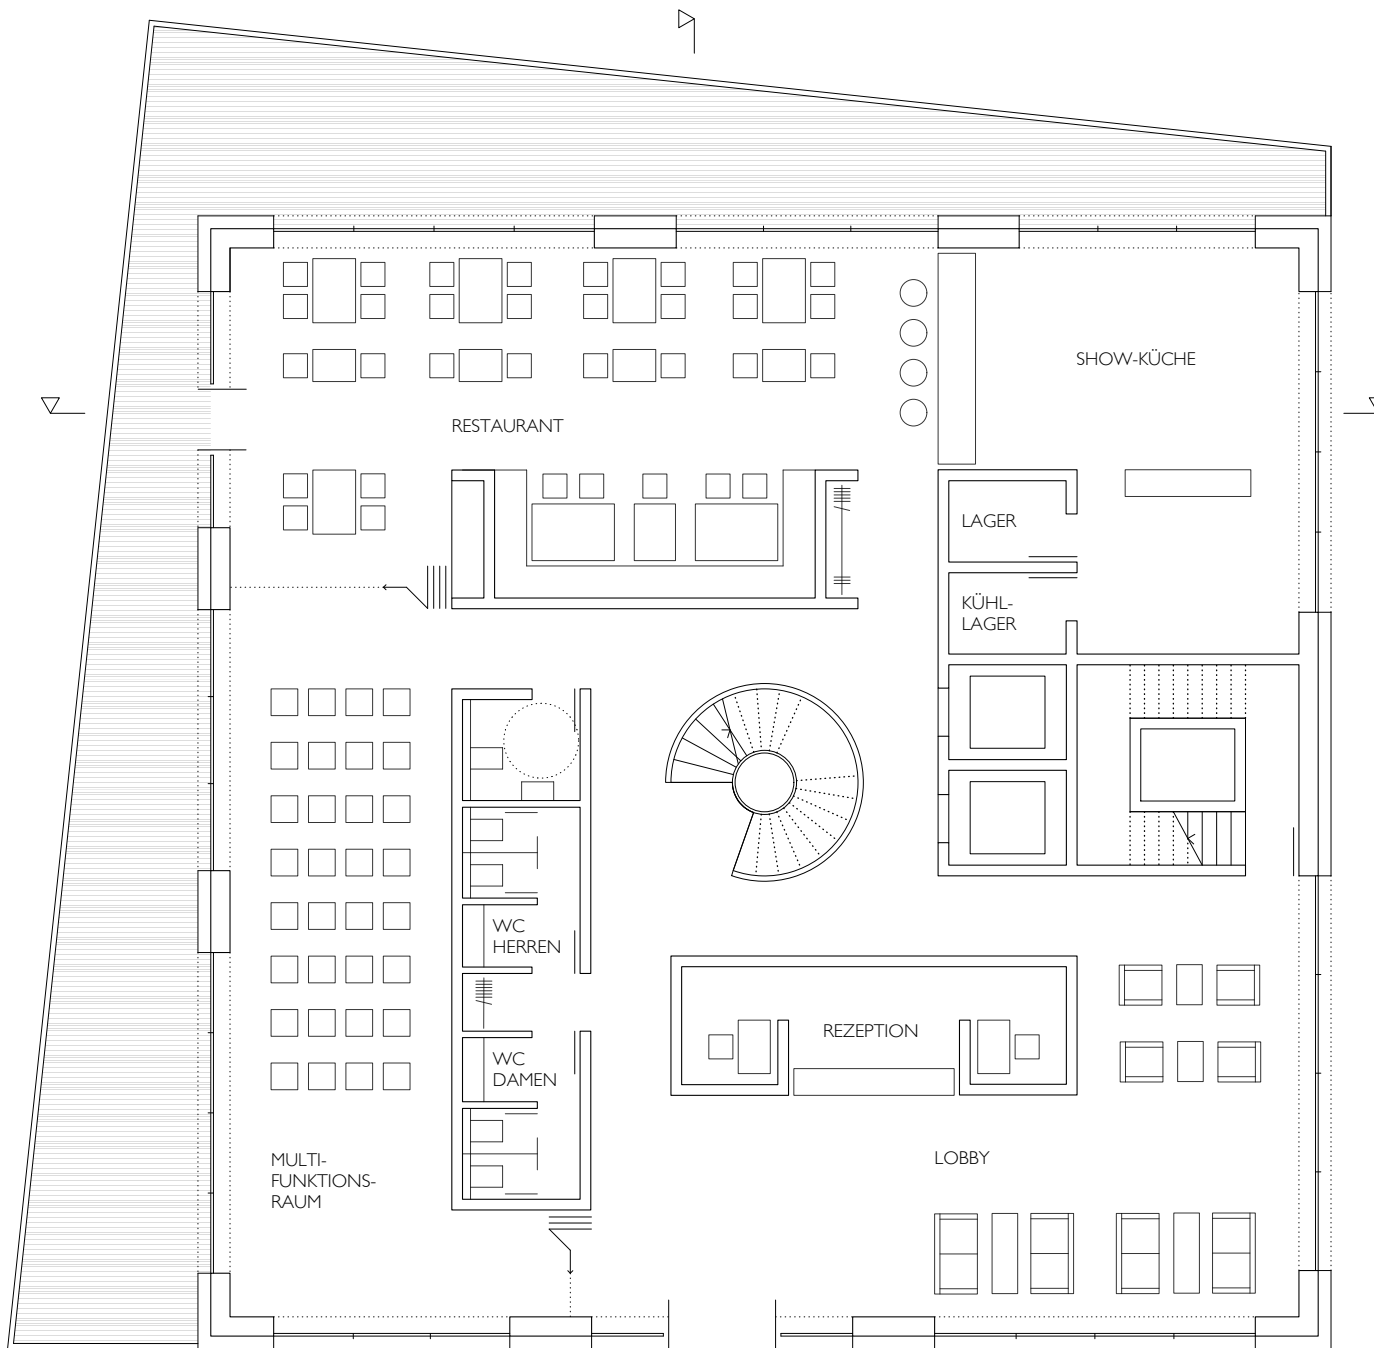 SHOW-KÜCHE
RESTAURANT
LAGER
KÜHL-
LAGER
WC
HERREN
REZEPTION
WC
DAMEN
MULTI-
FUNKTIONS-
RAUM
LOBBY